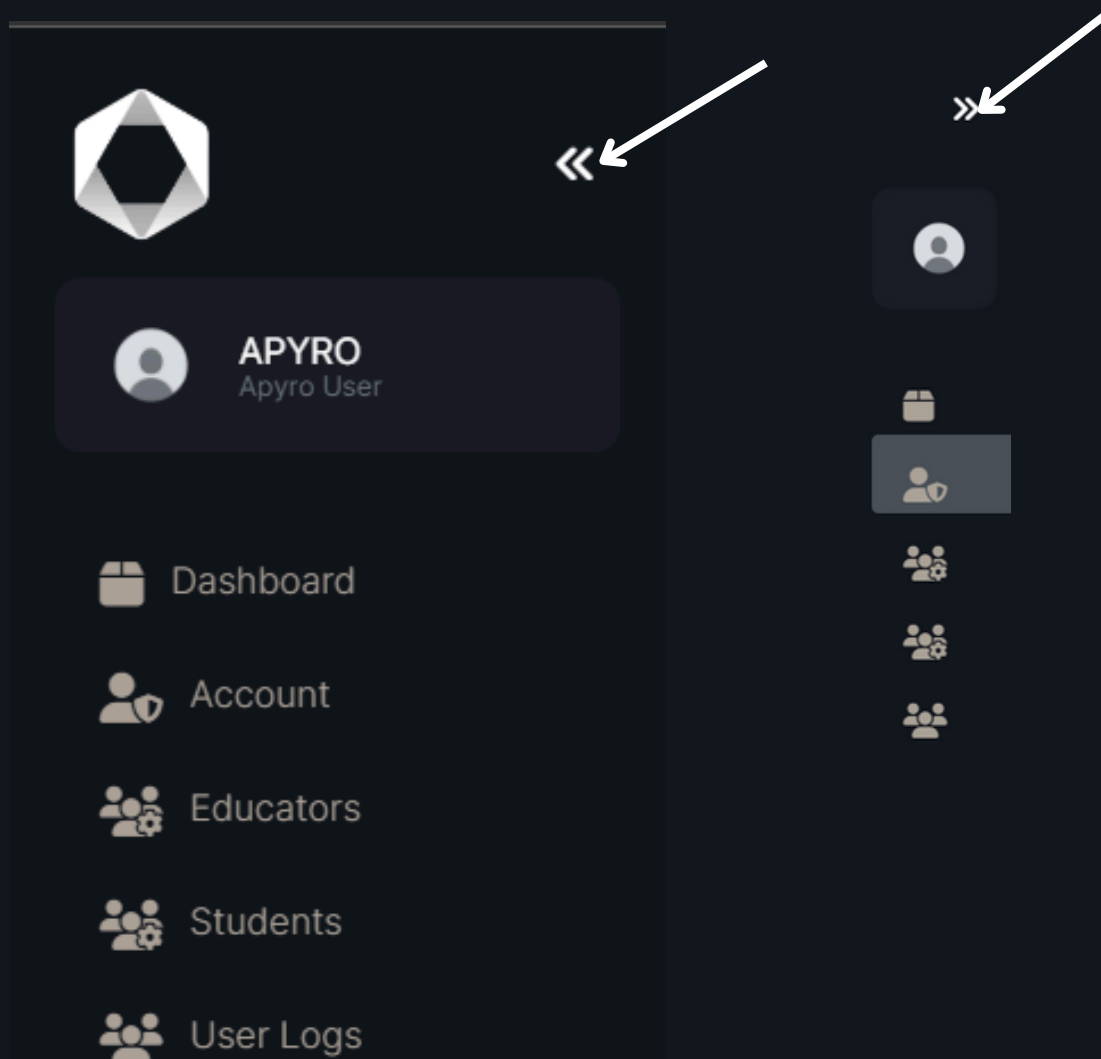 APYRO
Apyro User
Dashboard
Account
Educators
Students
User Logs